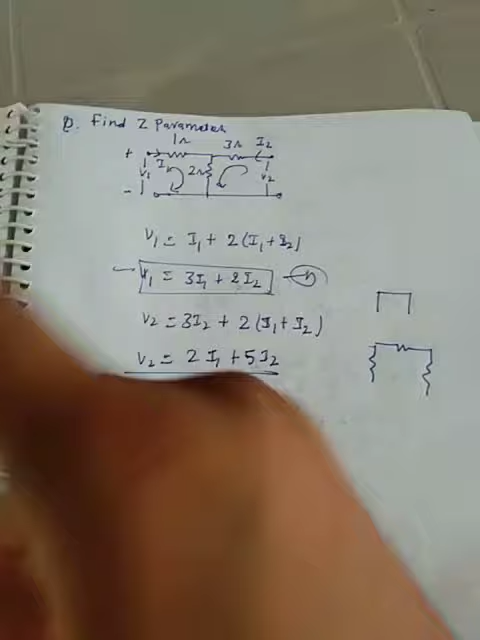 Q. Find Z Parameter
1Ω 3Ω I2
+ I1 2Ω
V1 V2
-
V1 = I1 + 2(I1+I2)
V1 = 3I1 + 2I2
V2 = 3I2 + 2(I1+I2)
V2 = 2I1 + 5I2